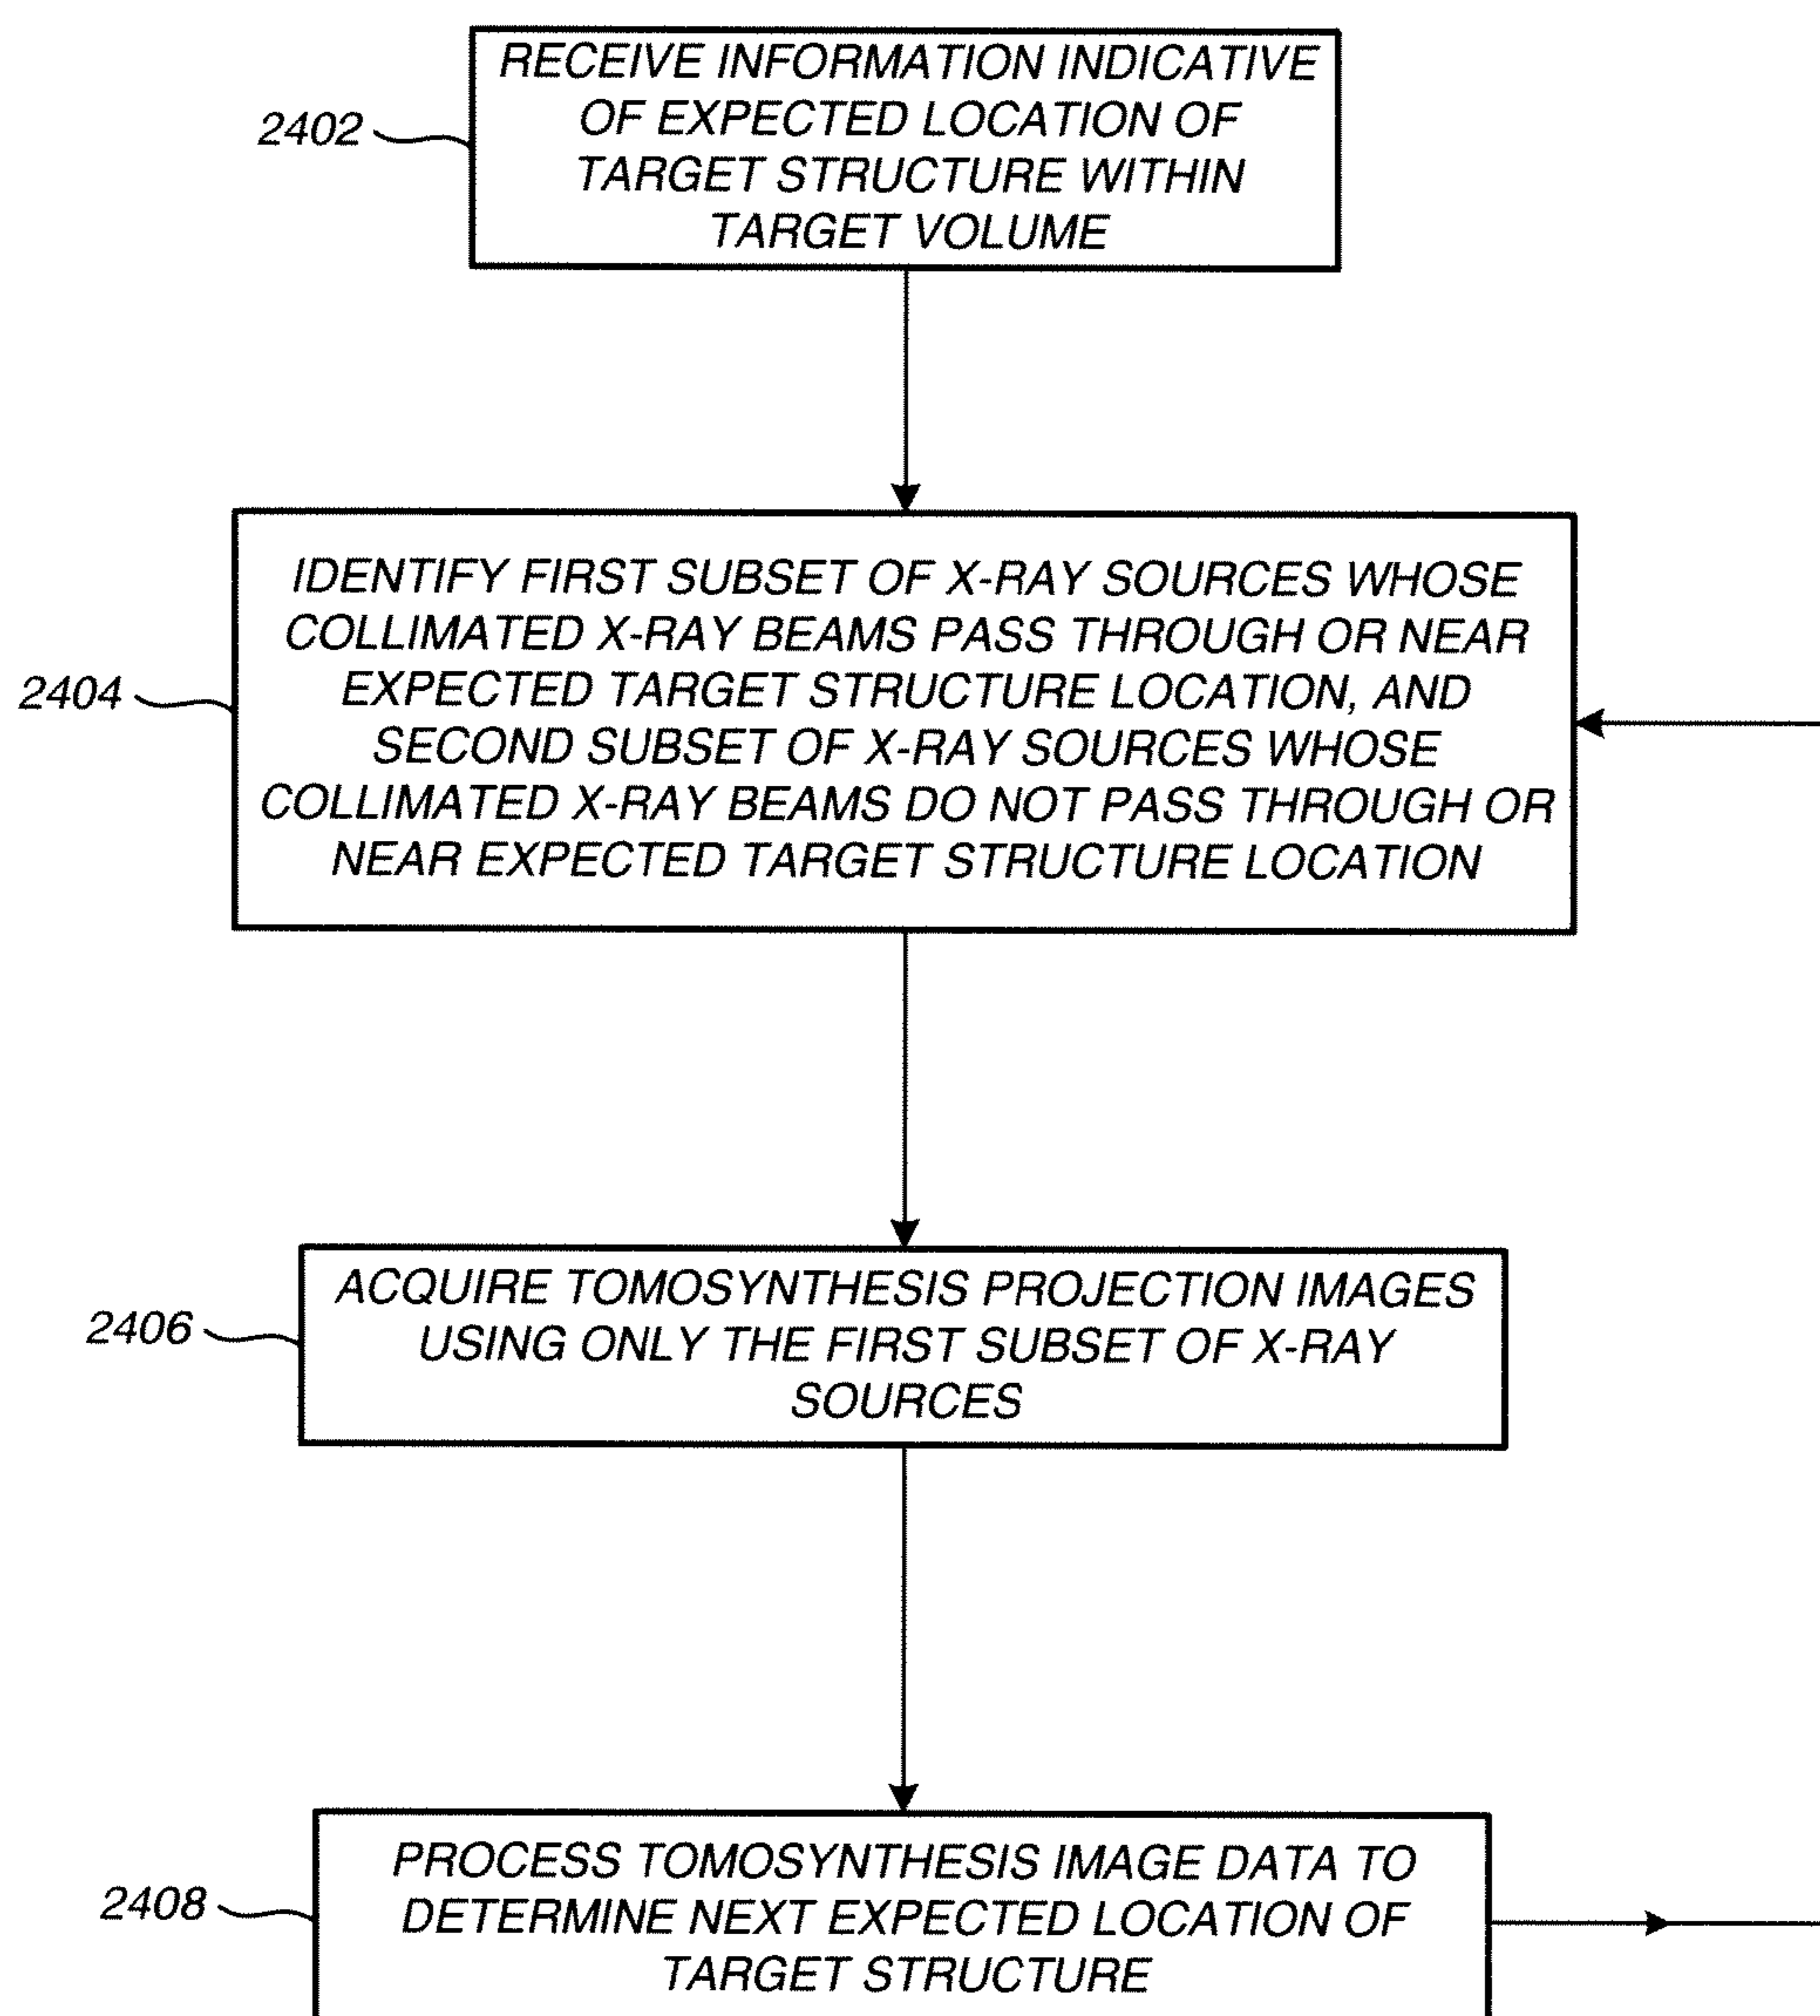 RECEIVE INFORMATION INDICATIVE
OF EXPECTED LOCATION OF
TARGET STRUCTURE WITHIN
TARGET VOLUME
2402
IDENTIFY FIRST SUBSET OF X-RAY SOURCES WHOSE
COLLIMATED X-RAY BEAMS PASS THROUGH OR NEAR
EXPECTED TARGET STRUCTURE LOCATION, AND
SECOND SUBSET OF X-RAY SOURCES WHOSE
COLLIMATED X-RAY BEAMS DO NOT PASS THROUGH OR
NEAR EXPECTED TARGET STRUCTURE LOCATION
2404
ACQUIRE TOMOSYNTHESIS PROJECTION IMAGES
USING ONLY THE FIRST SUBSET OF X-RAY
SOURCES
2406
PROCESS TOMOSYNTHESIS IMAGE DATA TO
DETERMINE NEXT EXPECTED LOCATION OF
TARGET STRUCTURE
2408